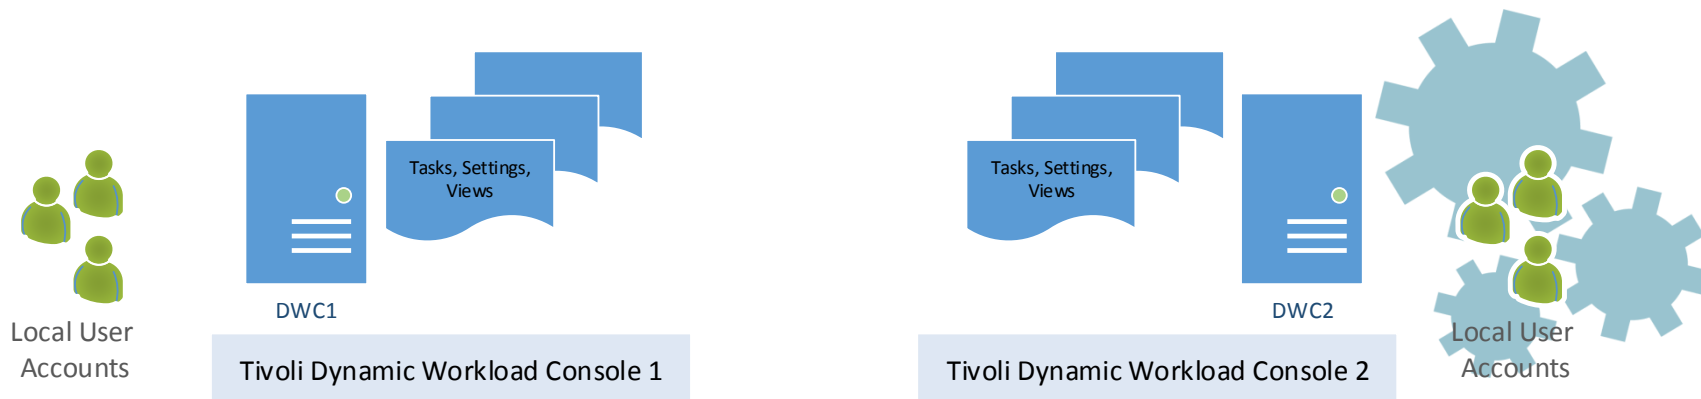 Tasks, Settings,
Views
DWC1
Local User
Accounts
Tivoli Dynamic Workload Console 1
Tasks, Settings,
Views
DWC2
Local User
Accounts
Tivoli Dynamic Workload Console 2